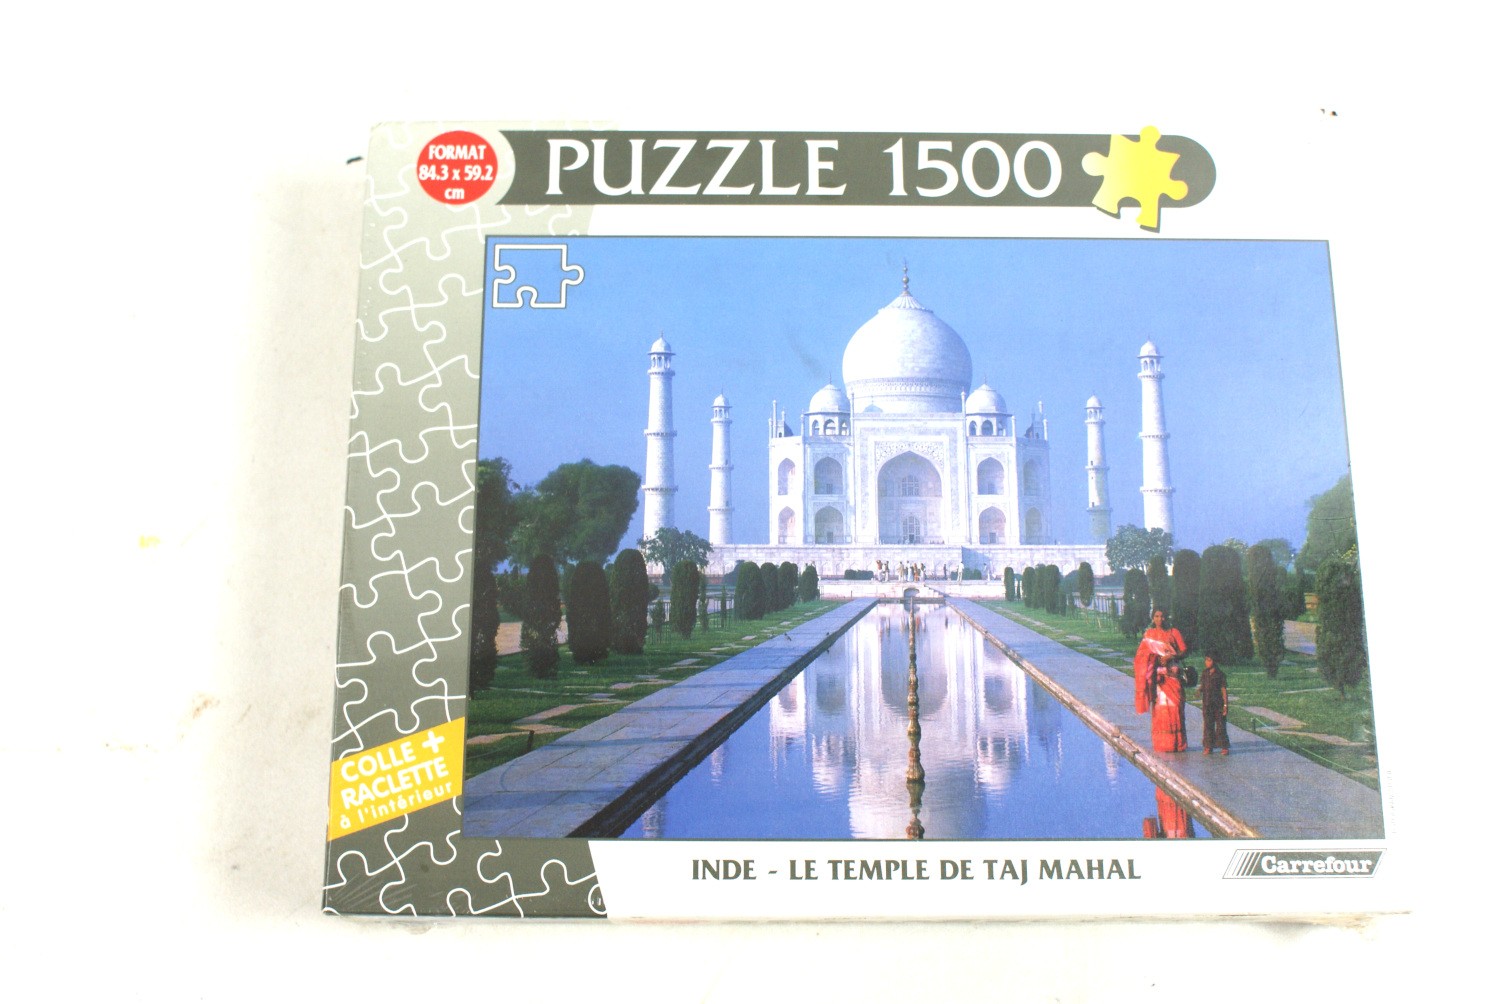 FORMAT
84.3 x 59.2
cm
PUZZLE 1500
COLLE +
RACLETTE
à l'intérieur
INDE - LE TEMPLE DE TAJ MAHAL
Carrefour